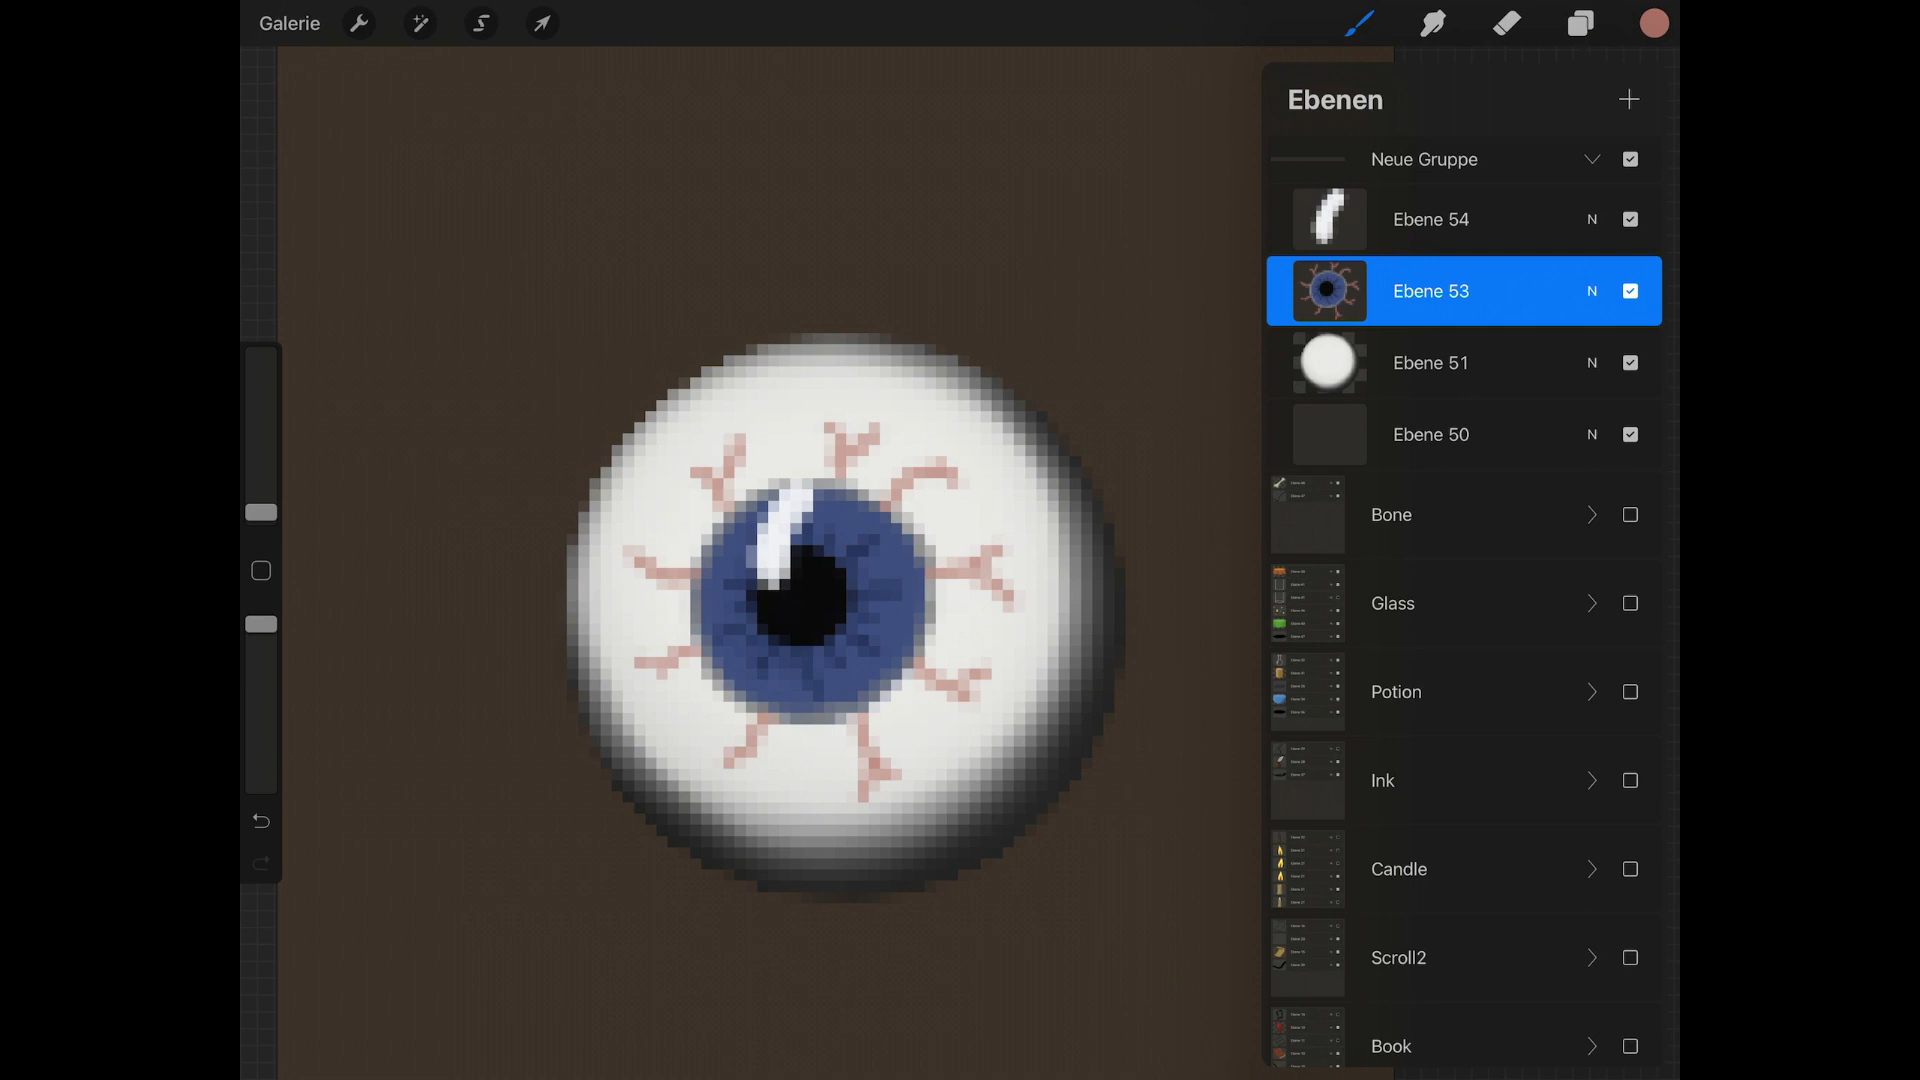 Galerie
Ebenen
Neue Gruppe
Ebene 54 N
Ebene 53 N
Ebene 51 N
Ebene 50 N
Bone
Glass
Potion
Ink
Candle
Scroll2
Book